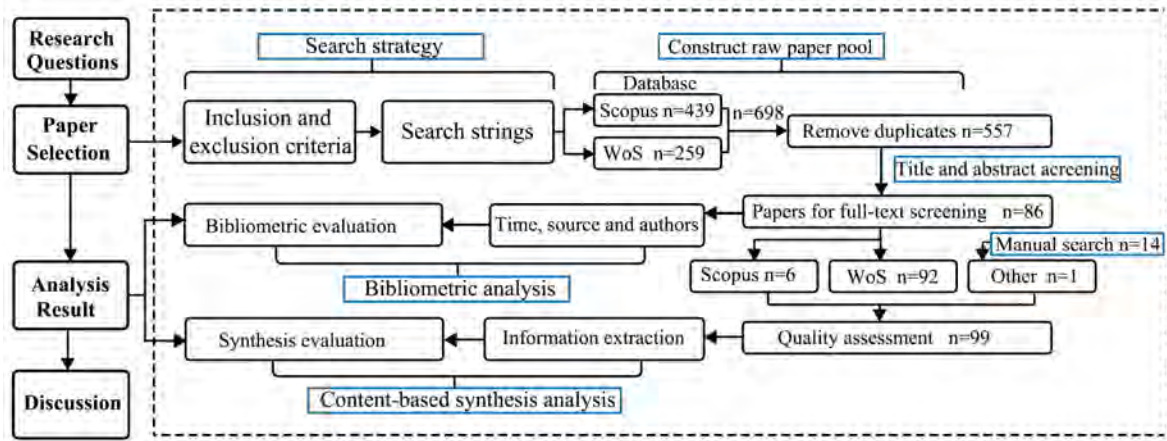 Research
Questions
Paper
Selection
Analysis
Result
Discussion
Search strategy
Construct raw paper pool
Inclusion and
exclusion criteria
Search strings
Database
Scopus n=439
WoS n=259
n=698
Remove duplicates n=557
Title and abstract acreening
Bibliometric evaluation
Time, source and authors
Papers for full-text screening n=86
Manual search n=14
Scopus n=6
WoS n=92
Other n=1
Bibliometric analysis
Synthesis evaluation
Information extraction
Quality assessment n=99
Content-based synthesis analysis